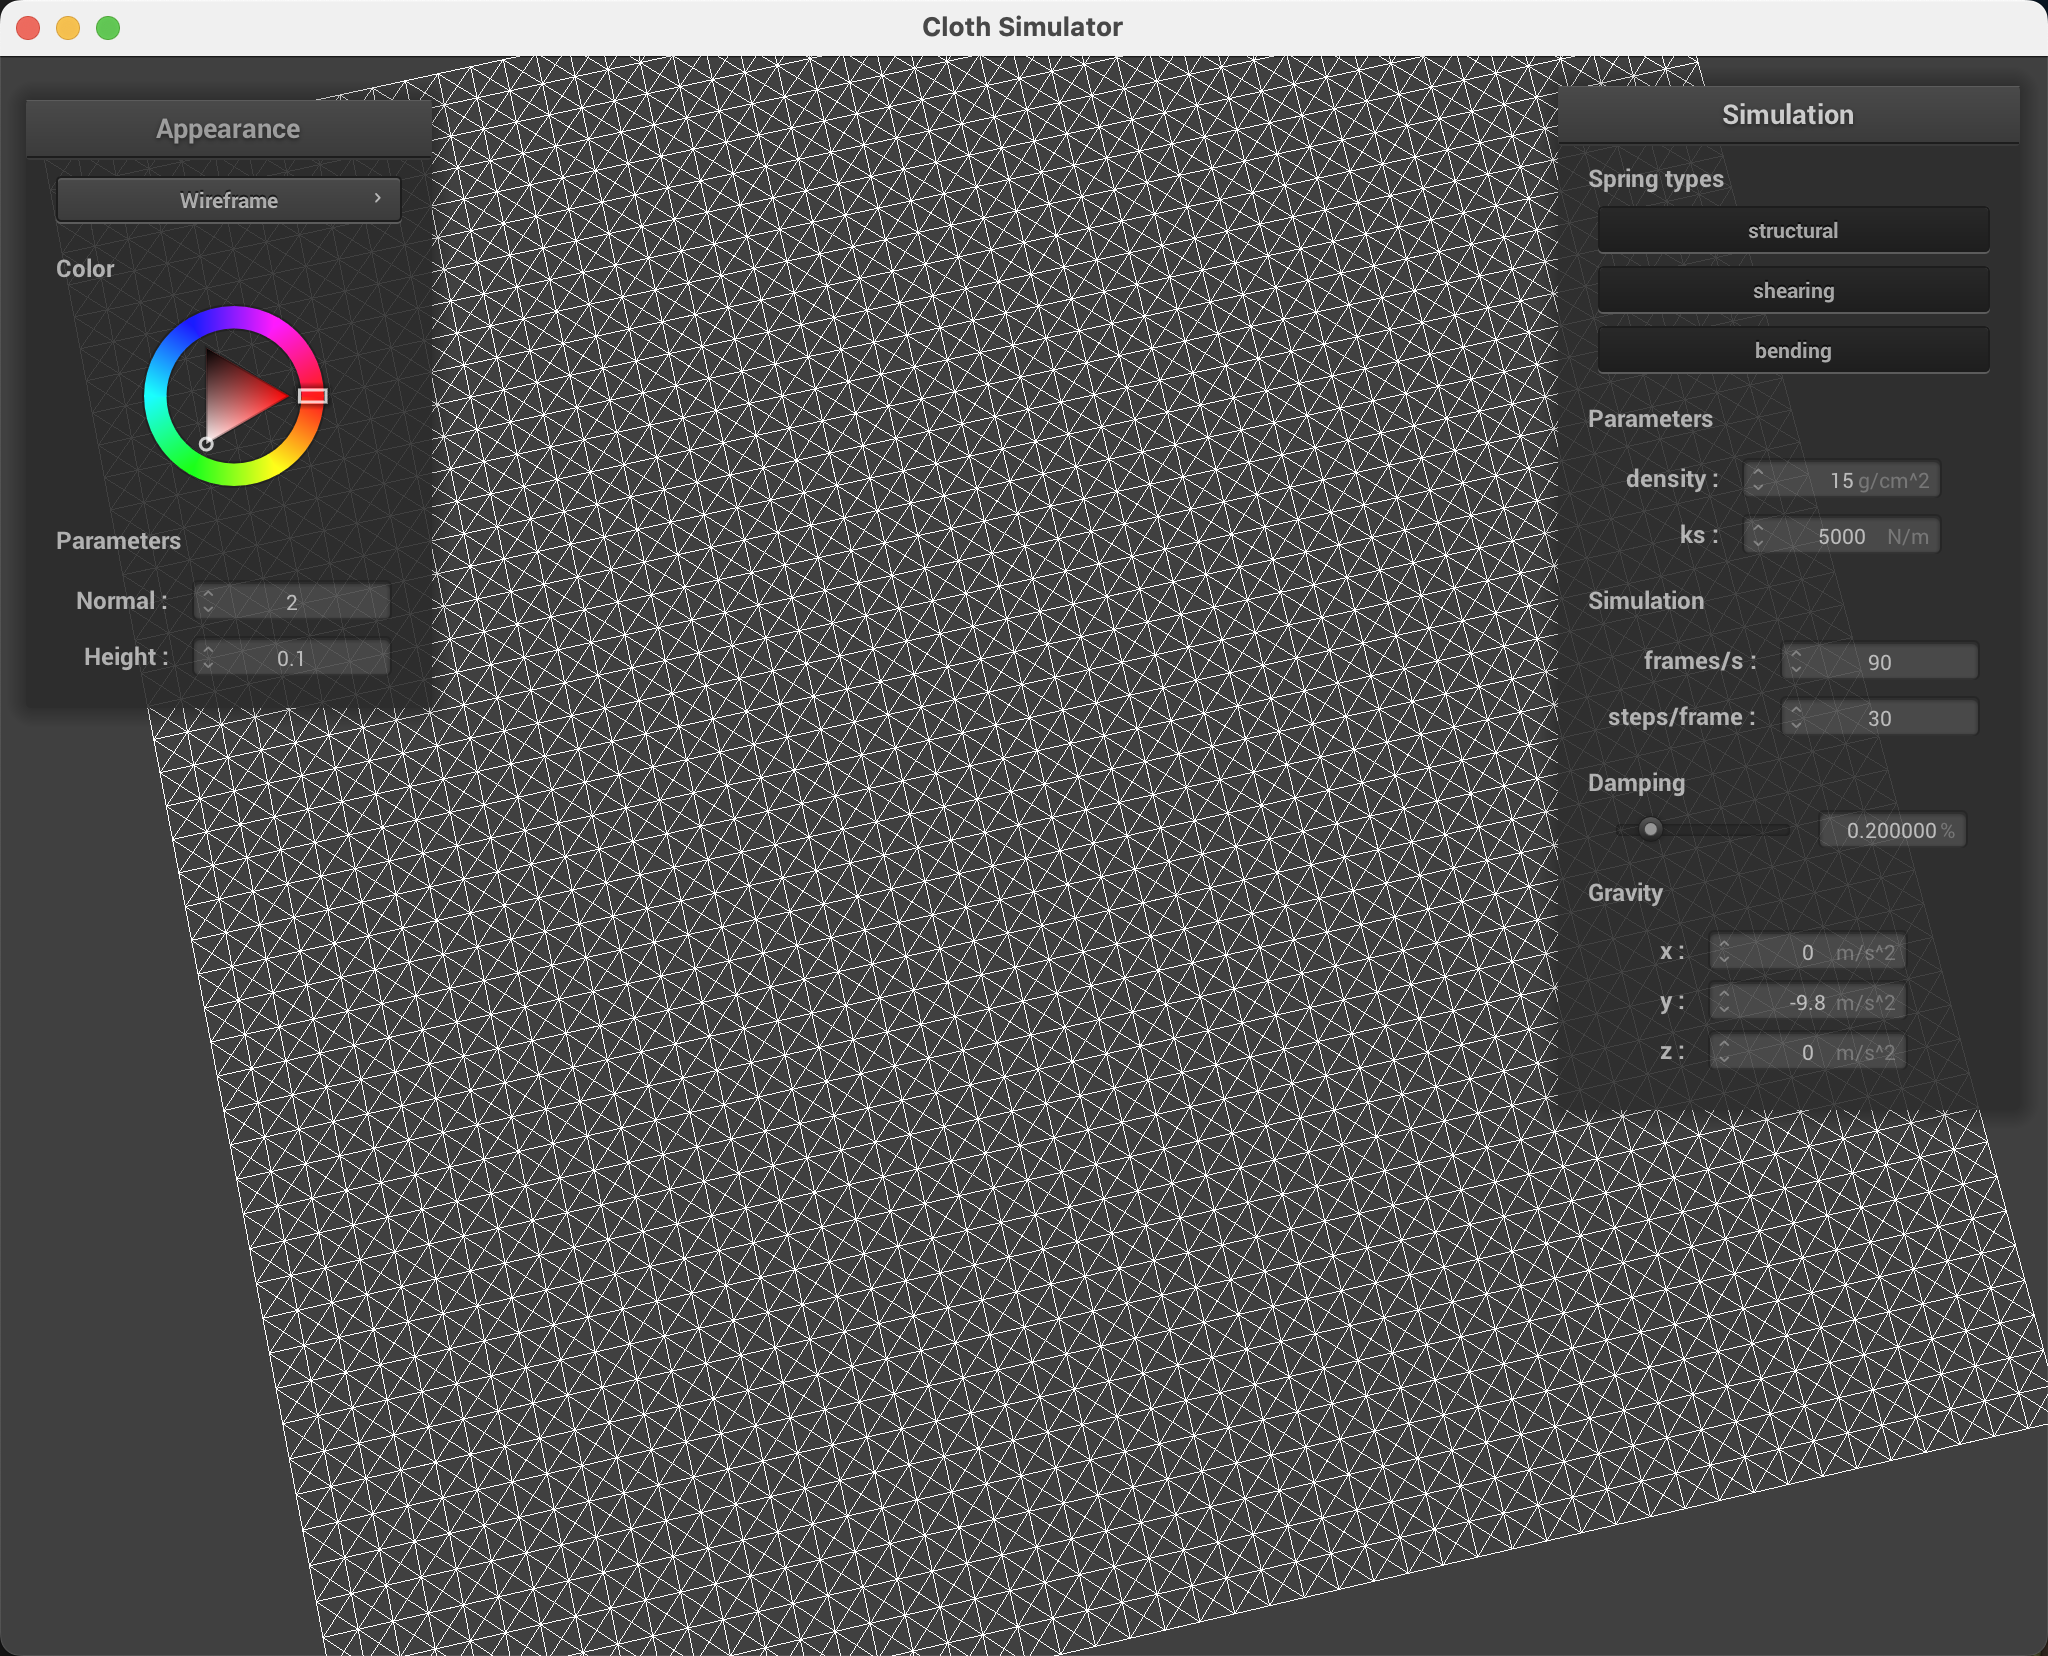 Cloth Simulator
Appearance
Wireframe
Color
Parameters
Normal : 2
Height : 0.1
Simulation
Spring types
structural
shearing
bending
Parameters
density : 15 g/cm^2
ks : 5000 N/m
Simulation
frames/s : 90
steps/frame : 30
Damping
0.200000 %
Gravity
x : 0 m/s^2
y : -9.8 m/s^2
z : 0 m/s^2